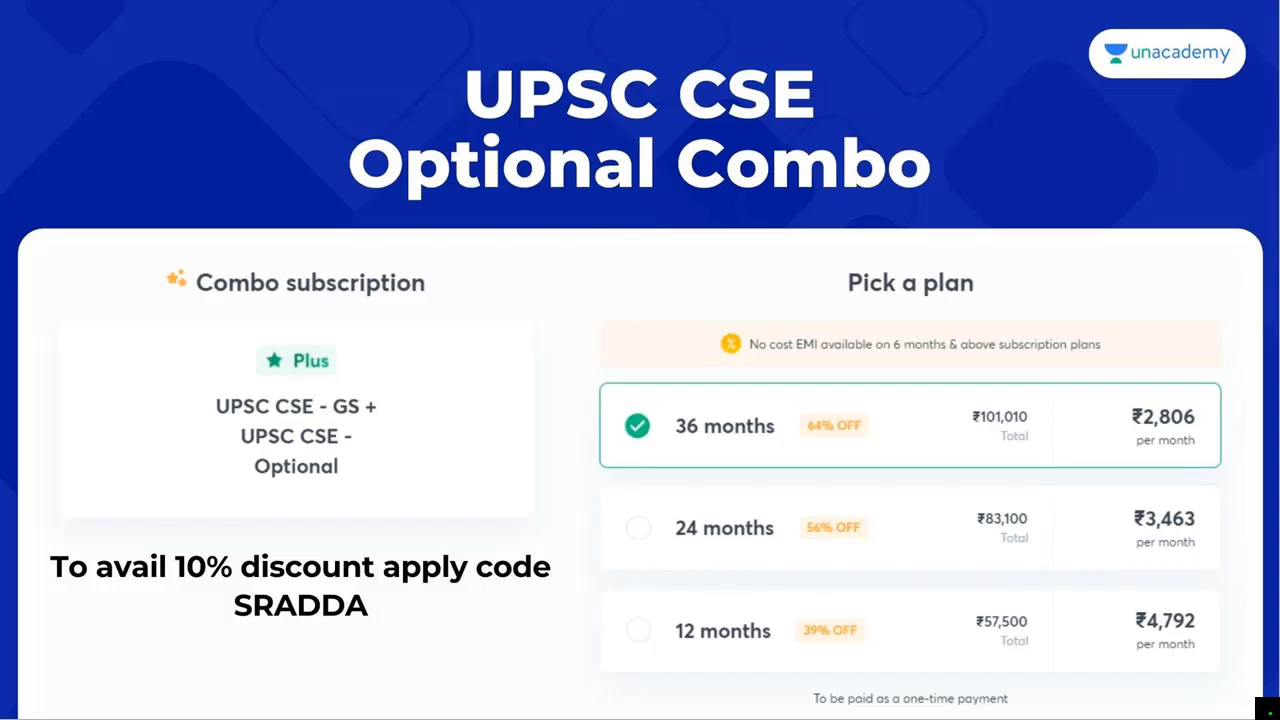 unacademy
UPSC CSE
Optional Combo
Combo subscription
Plus
UPSC CSE - GS +
UPSC CSE -
Optional
To avail 10% discount apply code
SRADDA
Pick a plan
No cost EMI available on 6 months & above subscription plans
36 months 64% OFF ₹101,010 ₹2,806
Total per month
24 months 56% OFF ₹83,100 ₹3,463
Total per month
12 months 39% OFF ₹57,500 ₹4,792
Total per month
To be paid as a one-time payment